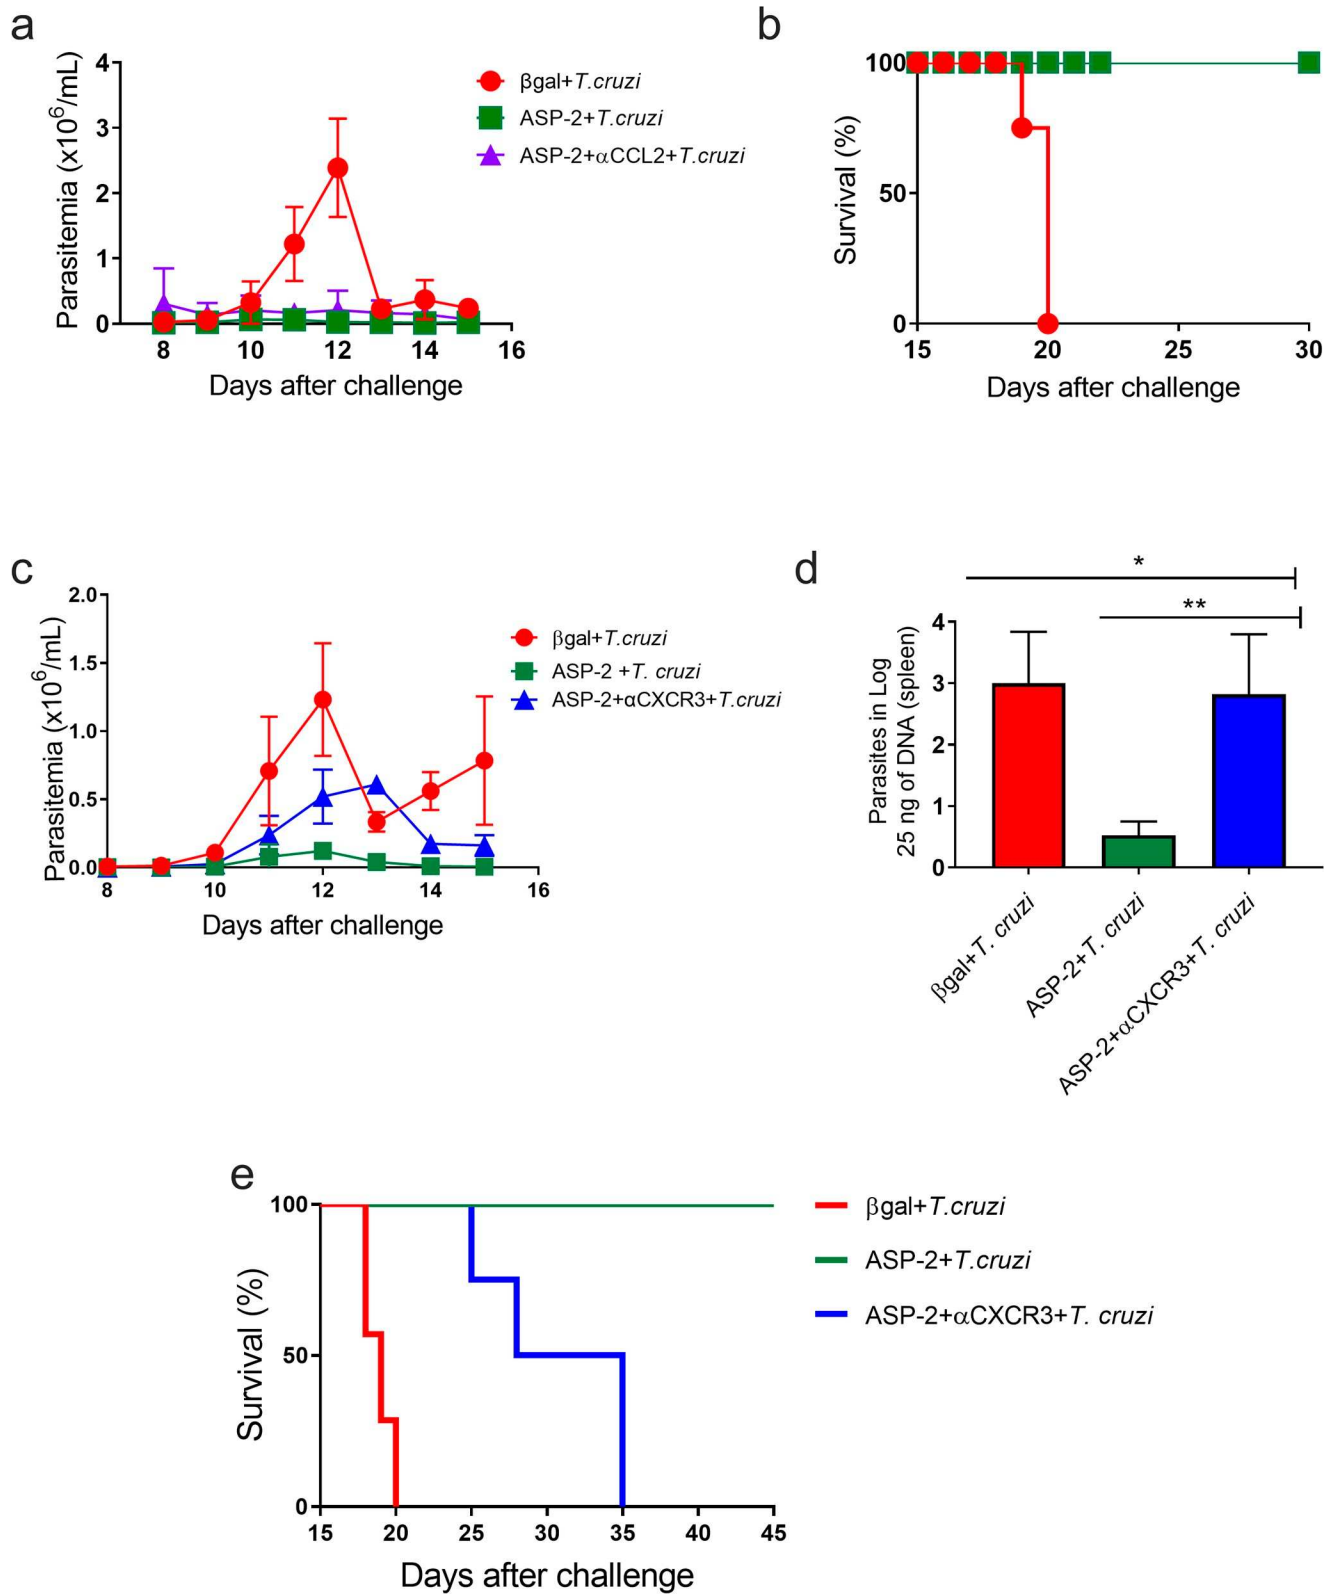 a
Parasitemia (x10⁶/mL)
4
3
2
1
0
8 10 12 14 16
Days after challenge
βgal+T.cruzi
ASP-2+T.cruzi
ASP-2+αCCL2+T.cruzi
b
Survival (%)
100
50
0
15 20 25 30
Days after challenge
c
Parasitemia (x10⁶/mL)
2.0
1.5
1.0
0.5
0.0
8 10 12 14 16
Days after challenge
βgal+T.cruzi
ASP-2 +T. cruzi
ASP-2+αCXCR3+T.cruzi
d
*
**
Parasites in Log
25 ng of DNA (spleen)
4
3
2
1
0
βgal+T. cruzi
ASP-2+T. cruzi
ASP-2+αCXCR3+T. cruzi
e
Survival (%)
100
50
0
15 20 25 30 35 40 45
Days after challenge
βgal+T.cruzi
ASP-2+T.cruzi
ASP-2+αCXCR3+T. cruzi